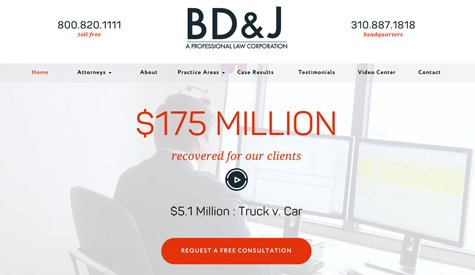 800.820.1111
toll free
BD&J
A PROFESSIONAL LAW CORPORATION
310.887.1818
headquarters
Home Attorneys About Practice Areas Case Results Testimonials Video Center Contact
$175 MILLION
recovered for our clients
$5.1 Million : Truck v. Car
REQUEST A FREE CONSULTATION